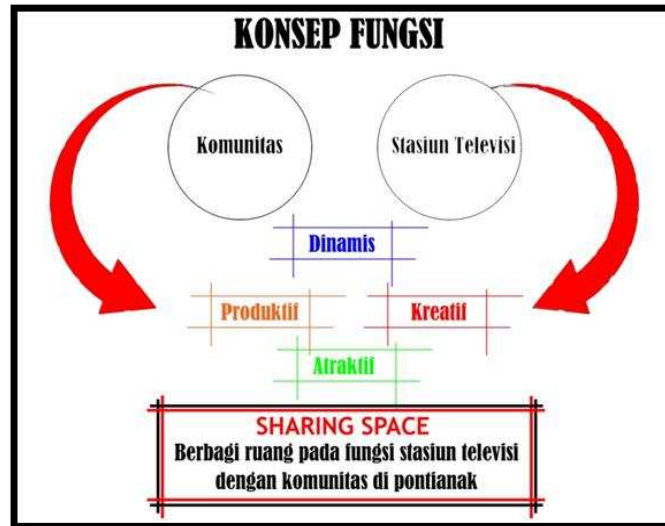 KONSEP FUNGSI
Komunitas
Stasiun Televisi
Dinamis
Produktif
Kreatif
Atraktif
SHARING SPACE
Berbagi ruang pada fungsi stasiun televisi
dengan komunitas di pontianak